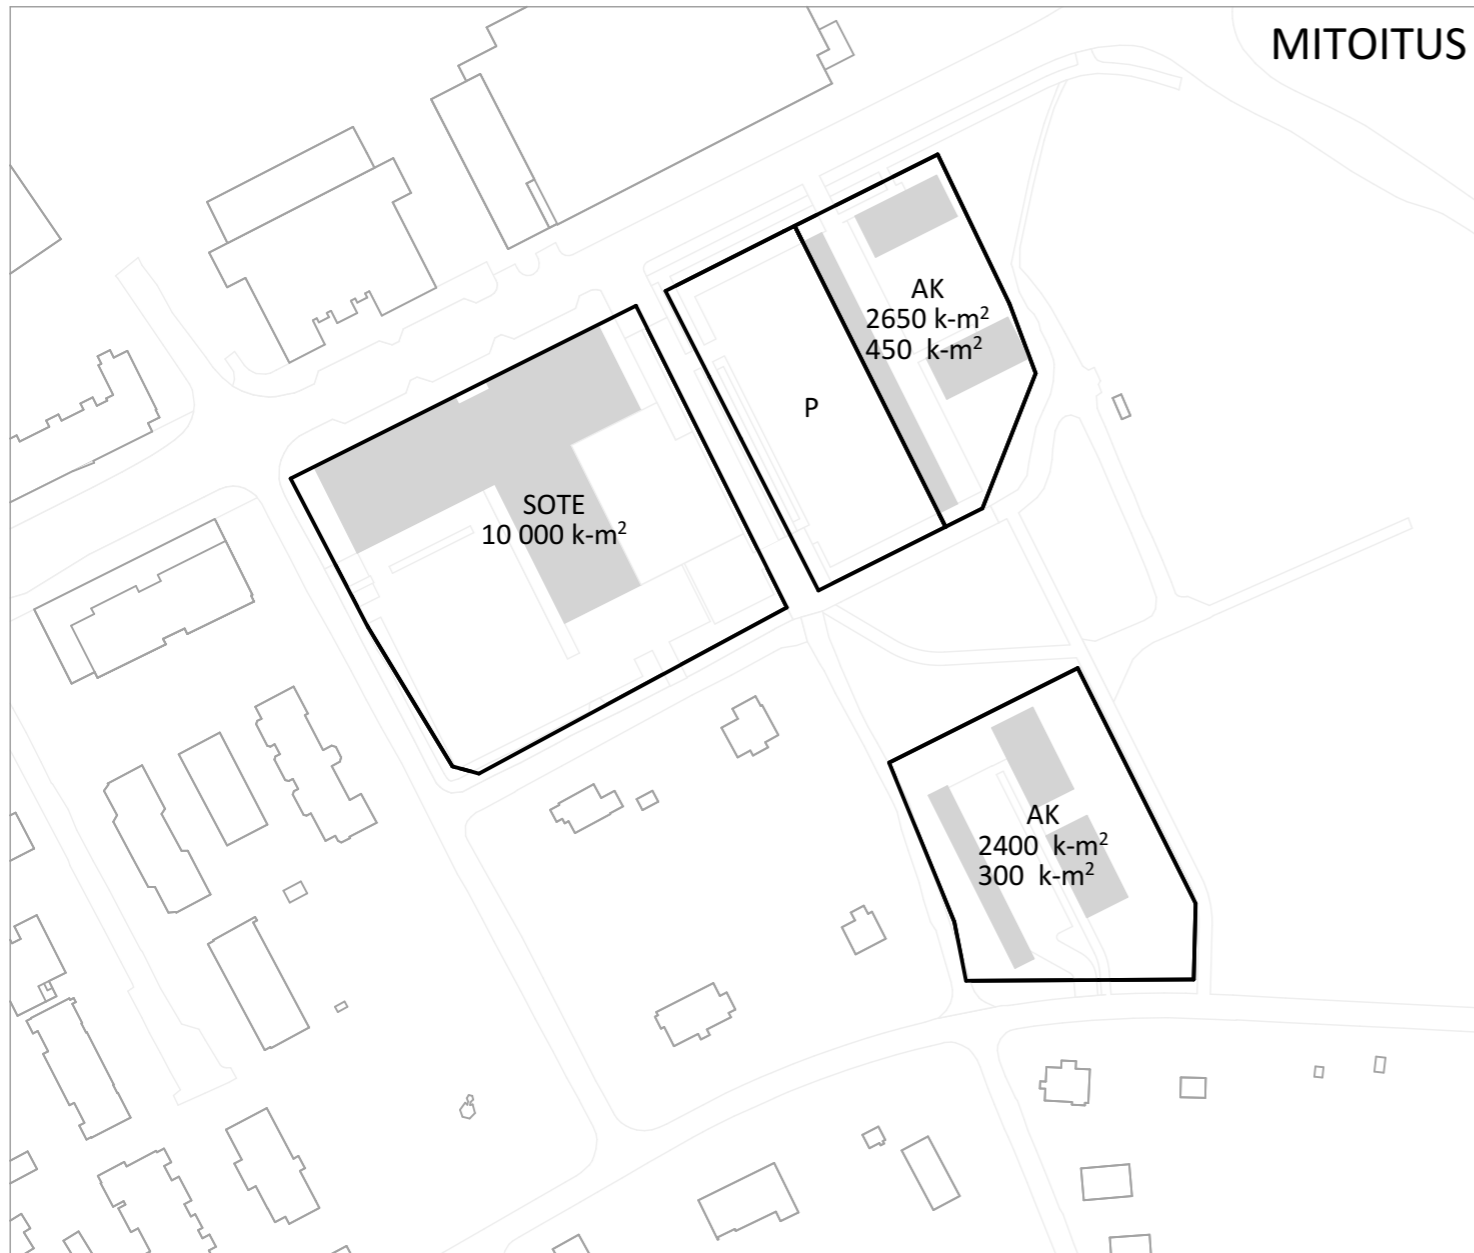 MITOITUS
AK
2650 k-m²
450 k-m²
P
SOTE
10 000 k-m²
AK
2400 k-m²
300 k-m²